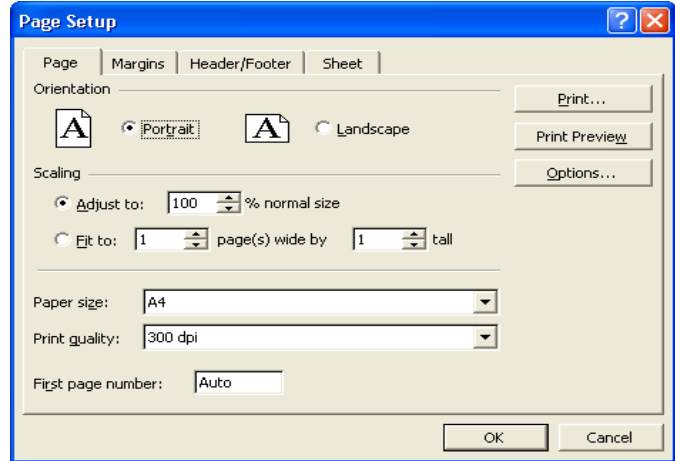 Page Setup
Page Margins Header/Footer Sheet
Orientation
A Portrait A Landscape
Print...
Print Preview
Options...
Scaling
Adjust to: 100 % normal size
Fit to: 1 page(s) wide by 1 tall
Paper size: A4
Print quality: 300 dpi
First page number: Auto
OK Cancel